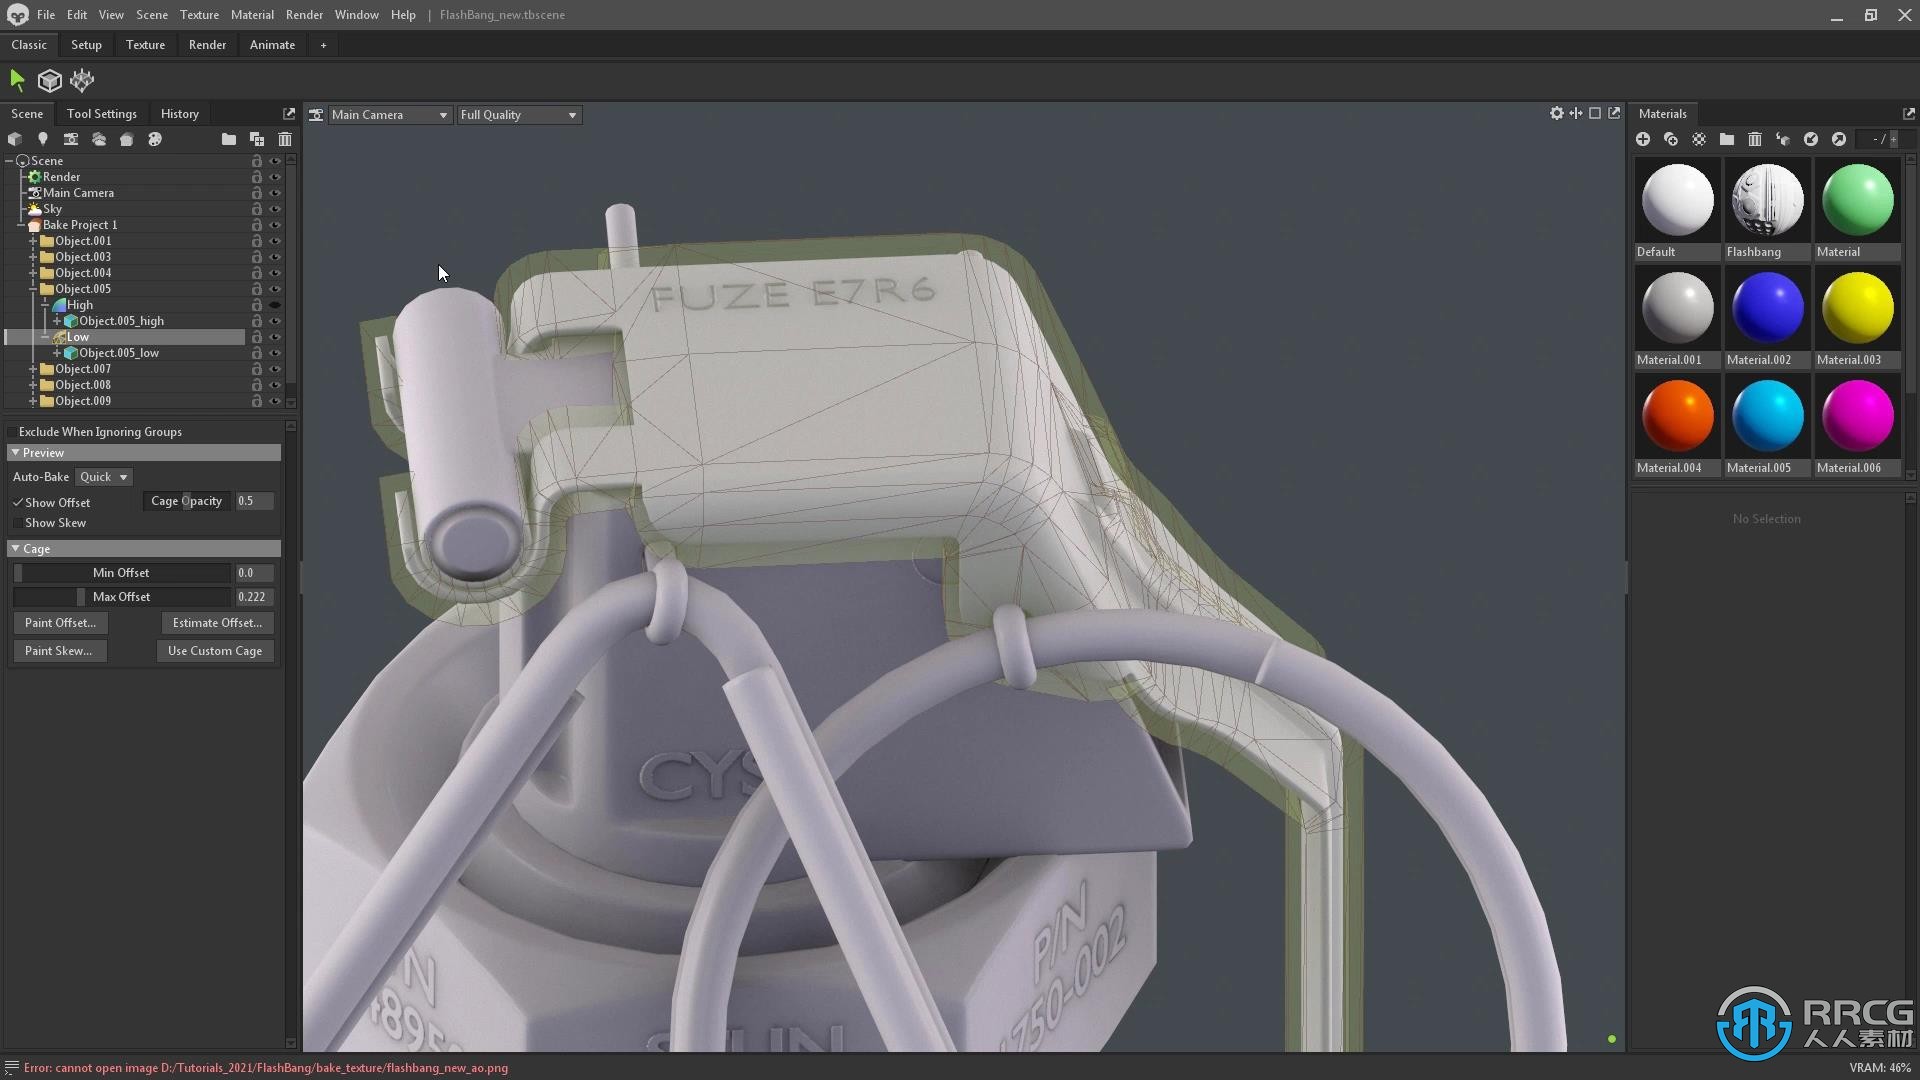 File Edit View Scene Texture Material Render Window Help | FlashBang_new.tbscene
Classic Setup Texture Render Animate +
Scene Tool Settings History
Main Camera Full Quality
Materials
- / +
Scene
Render
Main Camera
Sky
Bake Project 1
Object.001
Object.003
Object.004
Object.005
High
Object.005_high
Low
Object.005_low
Object.007
Object.008
Object.009
Exclude When Ignoring Groups
Preview
Auto-Bake Quick
Show Offset Cage Opacity 0.5
Show Skew
Cage
Min Offset 0.0
Max Offset 0.222
Paint Offset... Estimate Offset...
Paint Skew... Use Custom Cage
FUZE E7R6
CYS
P/N
1750-002
N
4895
STUN
Default Flashbang Material
Material.001 Material.002 Material.003
Material.004 Material.005 Material.006
No Selection
RRCG
人人素材
Error: cannot open image D:/Tutorials_2021/FlashBang/bake_texture/flashbang_new_ao.png
VRAM: 46%